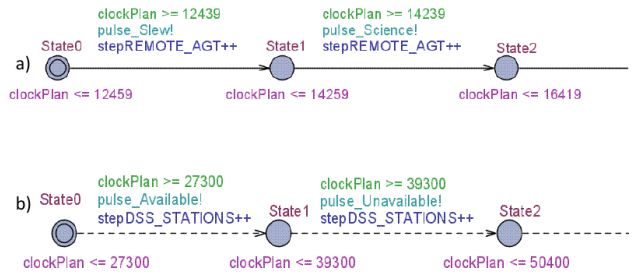 clockPlan >= 12439 clockPlan >= 14239
pulse_Slew! pulse_Science!
State0 stepREMOTE_AGT++ State1 stepREMOTE_AGT++ State2
a)
clockPlan <= 12459 clockPlan <= 14259 clockPlan <= 16419
clockPlan >= 27300 clockPlan >= 39300
b) State0 pulse_Available! pulse_Unavailable!
stepDSS_STATIONS++ State1 stepDSS_STATIONS++ State2
clockPlan <= 27300 clockPlan <= 39300 clockPlan <= 50400